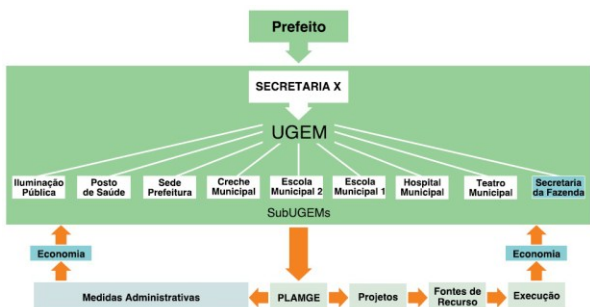 Prefeito
SECRETARIA X
UGEM
Iluminação
Pública
Posto
de Saúde
Sede
Prefeitura
Creche
Municipal
Escola
Municipal 2
Escola
Municipal 1
Hospital
Municipal
Teatro
Municipal
Secretaria
da Fazenda
SubUGEMs
Economia
Economia
Medidas Administrativas
PLAMGE
Projetos
Fontes de
Recurso
Execução